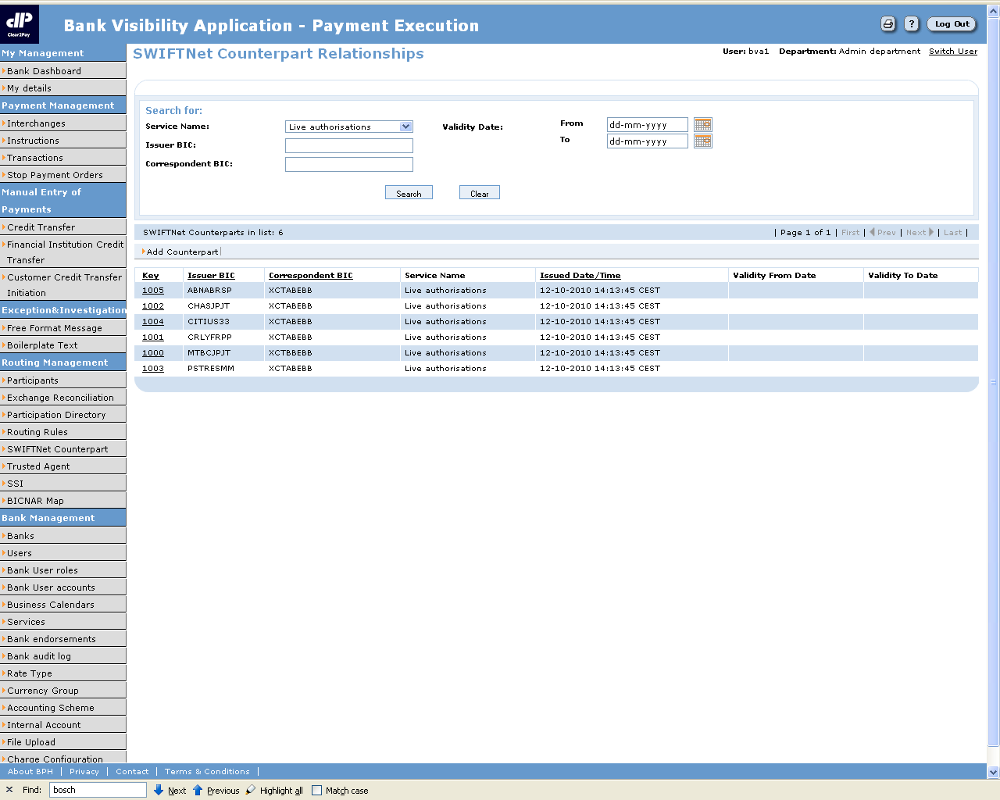 Clear2Pay
Bank Visibility Application - Payment Execution
? Log Out
User: bva1 Department: Admin department Switch User
My Management
Bank Dashboard
My details
Payment Management
Interchanges
Instructions
Transactions
Stop Payment Orders
Manual Entry of
Payments
Credit Transfer
Financial Institution Credit
Transfer
Customer Credit Transfer
Initiation
Exception&Investigation
Free Format Message
Boilerplate Text
Routing Management
Participants
Exchange Reconciliation
Participation Directory
Routing Rules
SWIFTNet Counterpart
Trusted Agent
SSI
BICNAR Map
Bank Management
Banks
Users
Bank User roles
Bank User accounts
Business Calendars
Services
Bank endorsements
Bank audit log
Rate Type
Currency Group
Accounting Scheme
Internal Account
File Upload
Charge Configuration
SWIFTNet Counterpart Relationships
Search for:
Service Name: Live authorisations Validity Date: From dd-mm-yyyy
To dd-mm-yyyy
Issuer BIC:
Correspondent BIC:
Search Clear
SWIFTNet Counterparts in list: 6 | Page 1 of 1 | First | Prev | Next | Last |
Add Counterpart |
Key Issuer BIC Correspondent BIC Service Name Issued Date/Time Validity From Date Validity To Date
1005 ABNABRSP XCTABEBB Live authorisations 12-10-2010 14:13:45 CEST
1002 CHASJPJT XCTABEBB Live authorisations 12-10-2010 14:13:45 CEST
1004 CITIUS33 XCTABEBB Live authorisations 12-10-2010 14:13:45 CEST
1001 CRLYFRPP XCTABEBB Live authorisations 12-10-2010 14:13:45 CEST
1000 MTBCJPJT XCTBBEBB Live authorisations 12-10-2010 14:13:45 CEST
1003 PSTRESMM XCTABEBB Live authorisations 12-10-2010 14:13:45 CEST
About BPH | Privacy | Contact | Terms & Conditions |
Find: bosch Next Previous Highlight all Match case